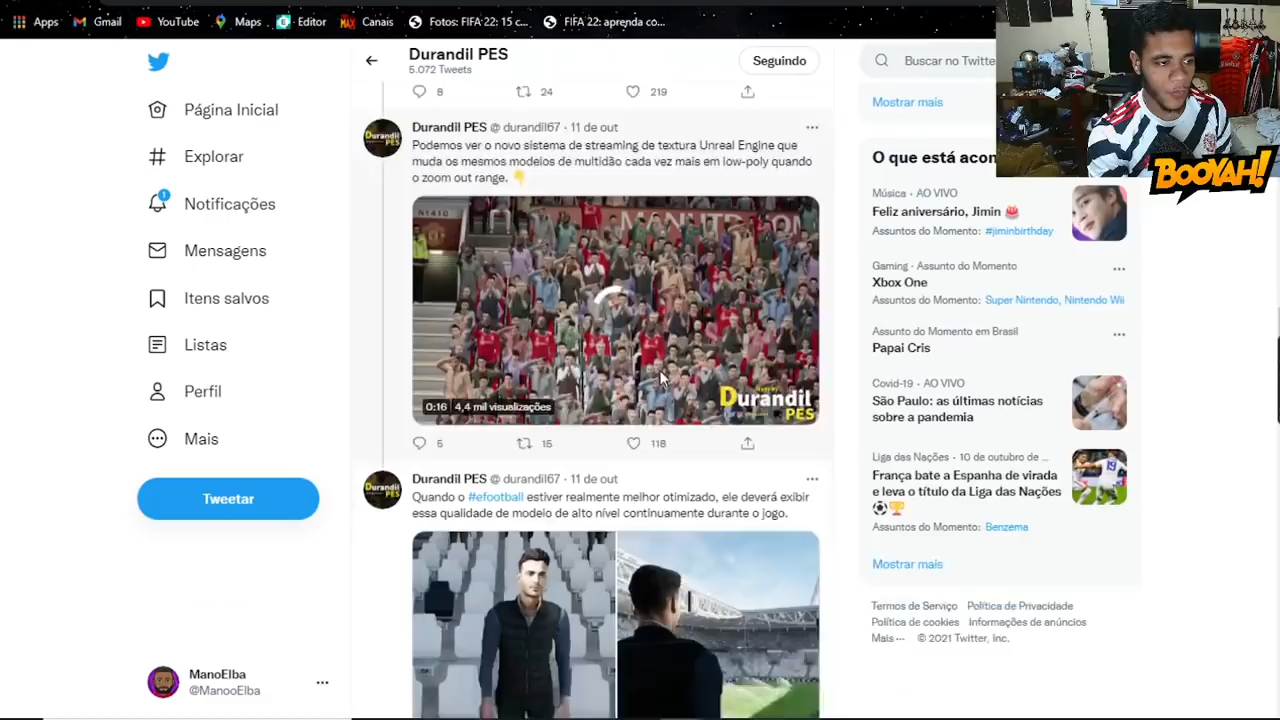 Apps
Gmail
YouTube
Maps
Editor
Canais
Fotos: FIFA 22: 15 c...
FIFA 22: aprenda co...
Durandil PES
5.072 Tweets
Seguindo
8
24
219
Página Inicial
Explorar
Notificações
1
Mensagens
Itens salvos
Listas
Perfil
Mais
Tweetar
ManoElba
@ManooElba
Durandil PES @ durandil67 · 11 de out
Podemos ver o novo sistema de streaming de textura Unreal Engine que
muda os mesmos modelos de multidão cada vez mais em low-poly quando
o zoom out range. 👇
N1410
MAN UTD
0:16 4,4 mil visualizações
Durandil
PES
5
15
118
Durandil PES @ durandil67 · 11 de out
Quando o #efootball estiver realmente melhor otimizado, ele deverá exibir
essa qualidade de modelo de alto nível continuamente durante o jogo.
Buscar no Twitte
Mostrar mais
O que está acon
BOOYAH!
Música · AO VIVO
Feliz aniversário, Jimin 🎂
Assuntos do Momento: #jiminbirthday
Gaming · Assunto do Momento
Xbox One
Assuntos do Momento: Super Nintendo, Nintendo Wii
Assunto do Momento em Brasil
Papai Cris
Covid-19 · AO VIVO
São Paulo: as últimas notícias
sobre a pandemia
Liga das Nações · 10 de outubro de ...
França bate a Espanha de virada
e leva o título da Liga das Nações
⚽🏆
Assuntos do Momento: Benzema
Mostrar mais
Termos de Serviço Política de Privacidade
Política de cookies Informações de anúncios
Mais ··· © 2021 Twitter, Inc.